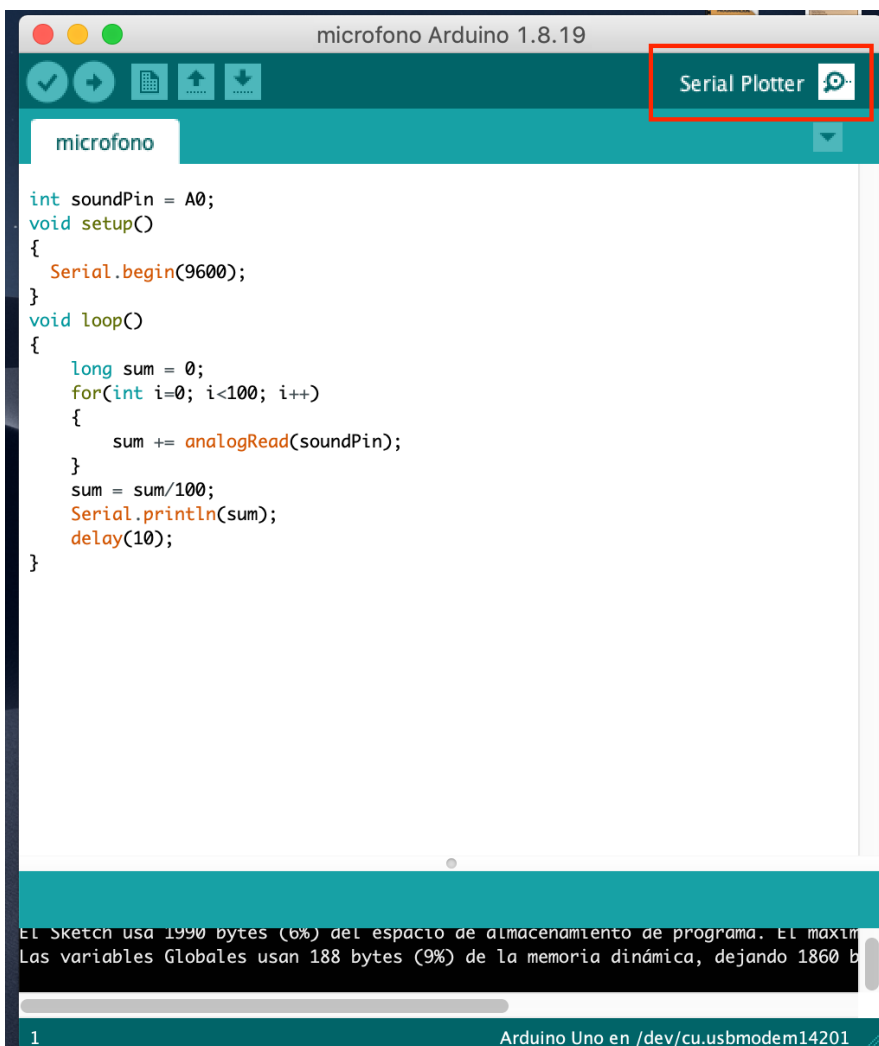 microfono Arduino 1.8.19
Serial Plotter
microfono
int soundPin = A0;
void setup()
{
  Serial.begin(9600);
}
void loop()
{
    long sum = 0;
    for(int i=0; i<100; i++)
    {
        sum += analogRead(soundPin);
    }
    sum = sum/100;
    Serial.println(sum);
    delay(10);
}
El Sketch usa 1990 bytes (6%) del espacio de almacenamiento de programa. El máxim
Las variables Globales usan 188 bytes (9%) de la memoria dinámica, dejando 1860 b
1
Arduino Uno en /dev/cu.usbmodem14201